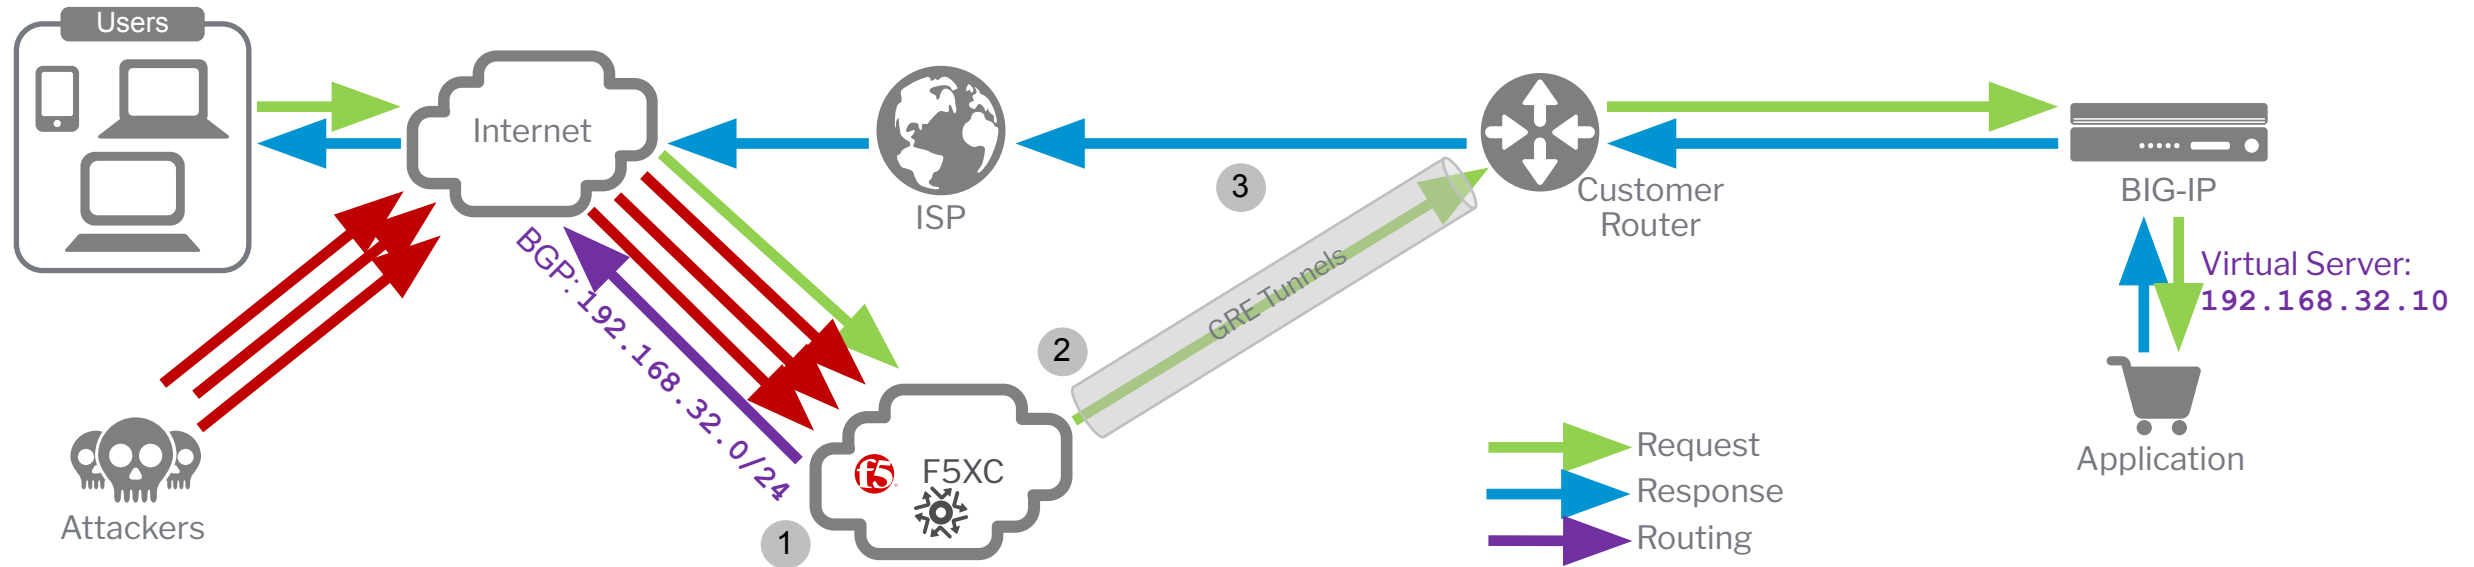 Users
Internet
ISP
3
Customer
Router
BIG-IP
Virtual Server:
192.168.32.10
BGP: 192.168.32.0/24
GRE Tunnels
2
f5
F5XC
1
Attackers
Application
Request
Response
Routing